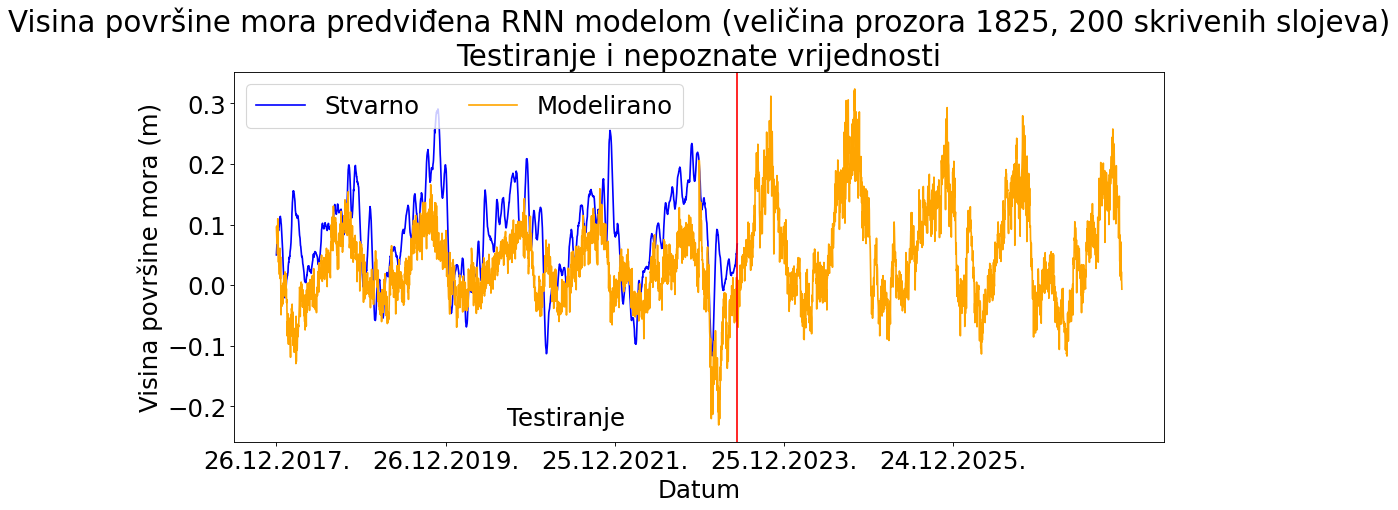 Visina površine mora predviđena RNN modelom (veličina prozora 1825, 200 skrivenih slojeva)
Testiranje i nepoznate vrijednosti
Stvarno
Modelirano
Visina površine mora (m)
0.3
0.2
0.1
0.0
−0.1
−0.2
Testiranje
26.12.2017.
26.12.2019.
25.12.2021.
25.12.2023.
24.12.2025.
Datum